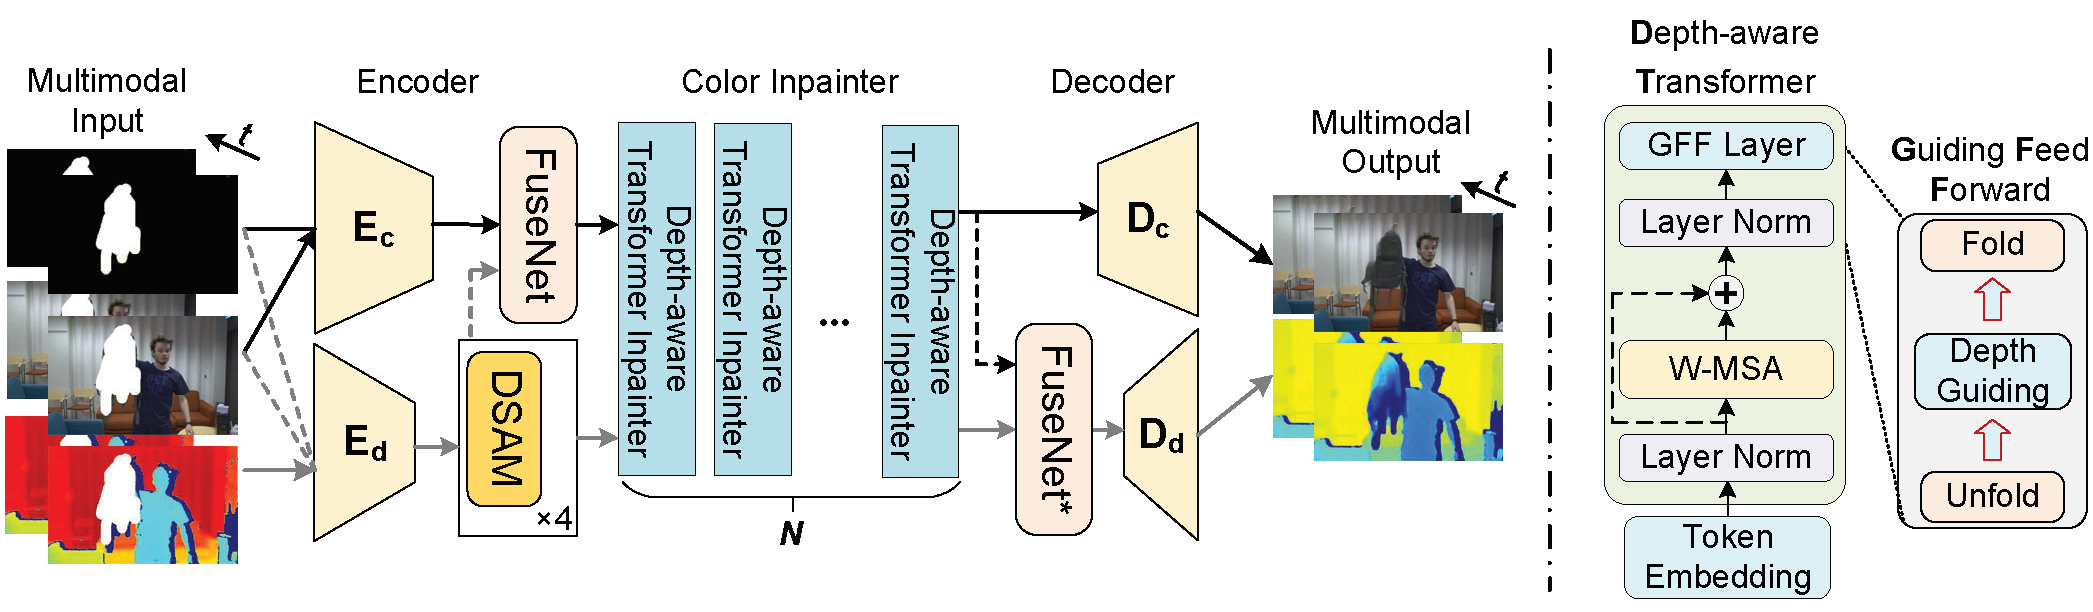 Multimodal
Input
t
Encoder
E_c
E_d
FuseNet
DSAM
×4
Color Inpainter
Depth-aware
Transformer Inpainter
Depth-aware
Transformer Inpainter
...
Depth-aware
Transformer Inpainter
N
Decoder
D_c
FuseNet*
D_d
Multimodal
Output
t
Depth-aware
Transformer
GFF Layer
Layer Norm
+
W-MSA
Layer Norm
Token
Embedding
Guiding Feed
Forward
Fold
Depth
Guiding
Unfold